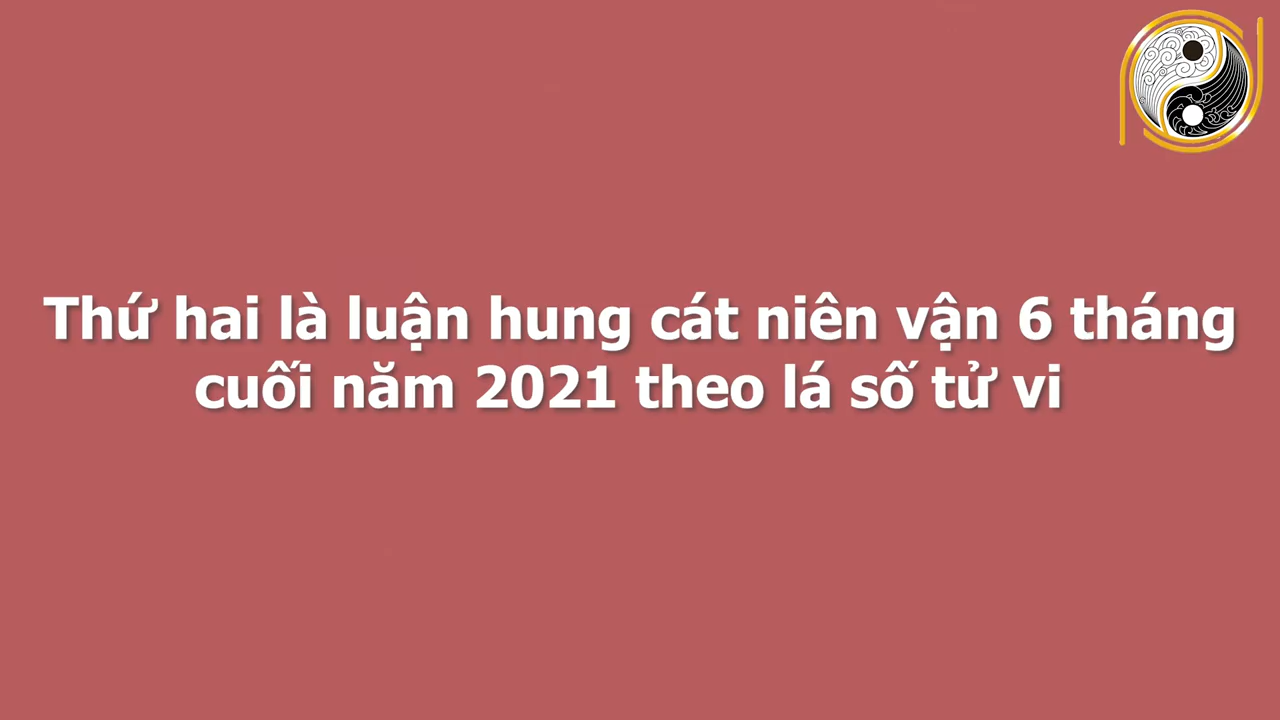 Thứ hai là luận hung cát niên vận 6 tháng
cuối năm 2021 theo lá số tử vi